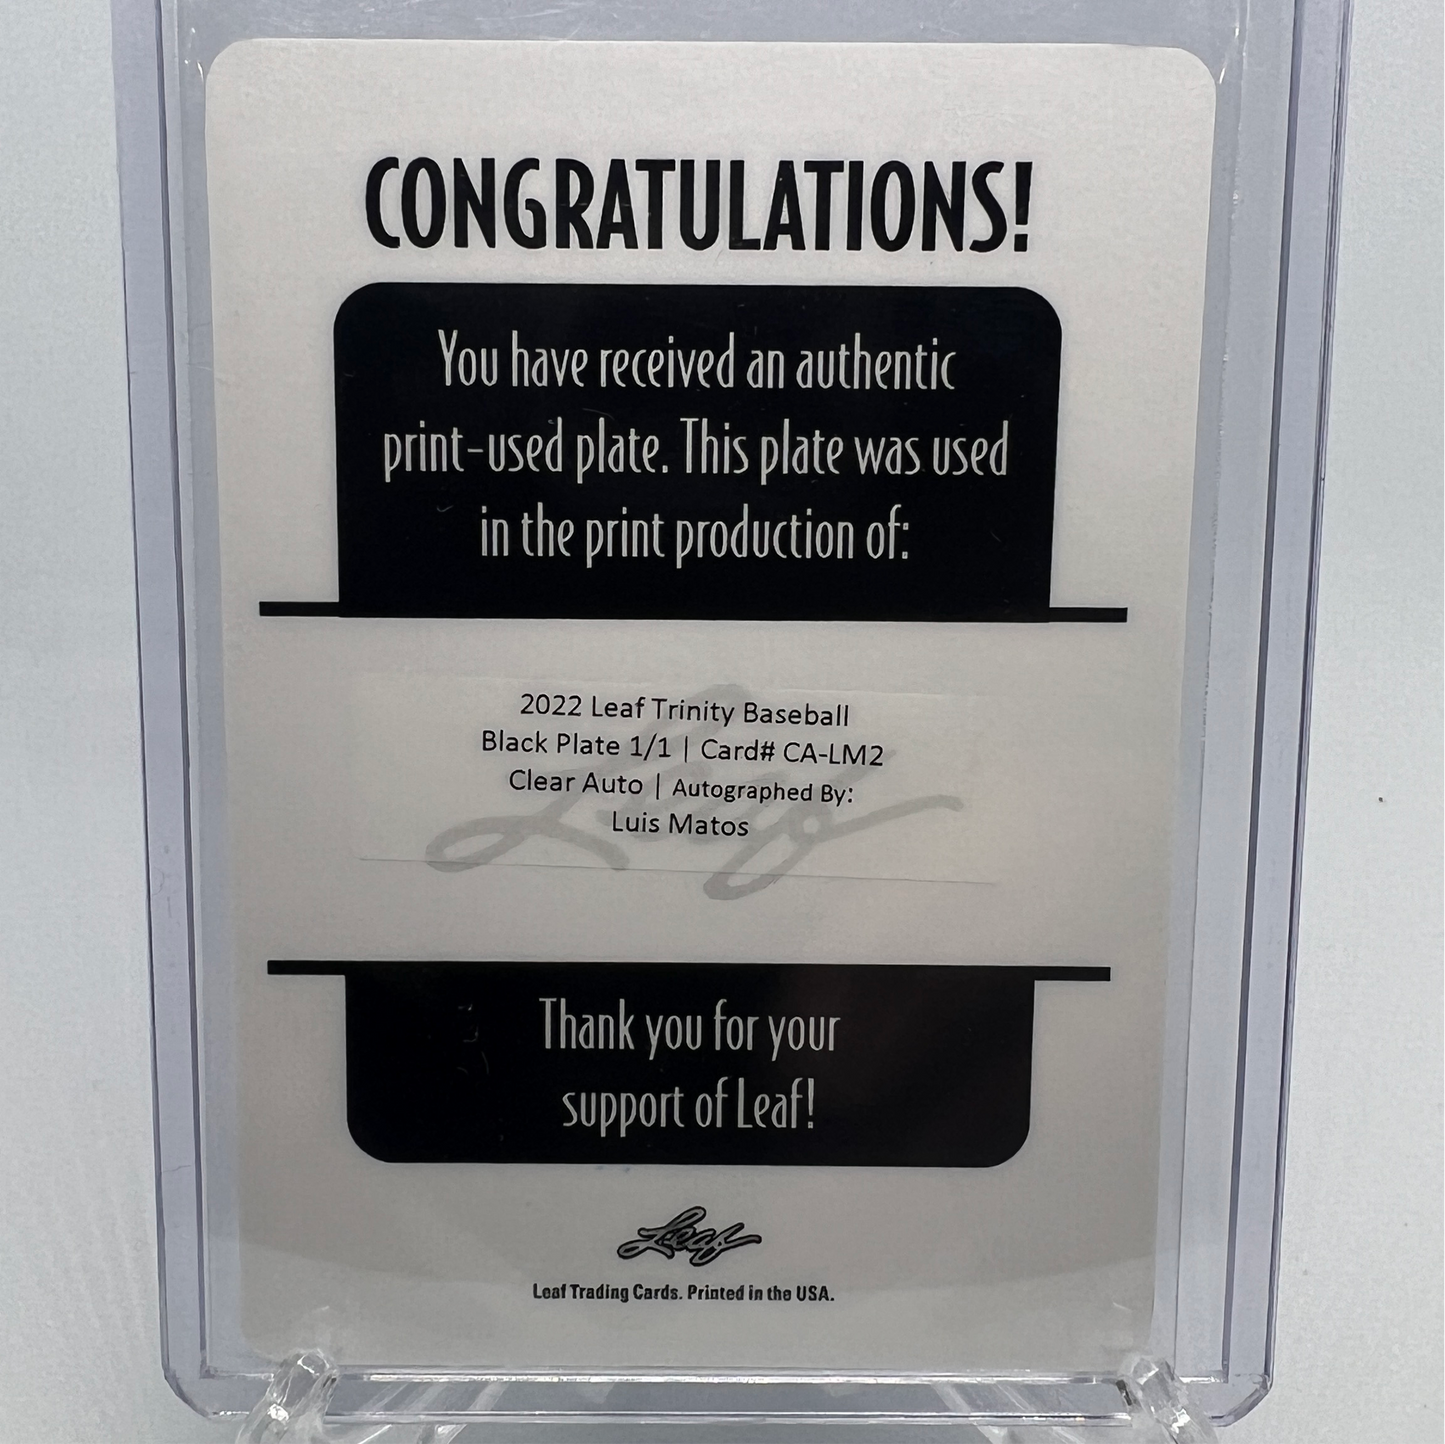 CONGRATULATIONS!
You have received an authentic
print-used plate. This plate was used
in the print production of:
2022 Leaf Trinity Baseball
Black Plate 1/1 | Card# CA-LM2
Clear Auto | Autographed By:
Luis Matos
Leaf
Thank you for your
support of Leaf!
Leaf
Leaf Trading Cards. Printed in the USA.